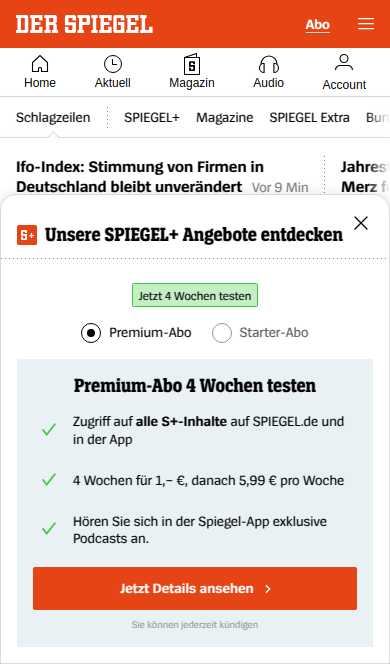 DER SPIEGEL
Abo
Home
Aktuell
Magazin
Audio
Account
Schlagzeilen
SPIEGEL+
Magazine
SPIEGEL Extra
Bun
Ifo-Index: Stimmung von Firmen in
Deutschland bleibt unverändert Vor 9 Min
Jahres
Merz f
S+ Unsere SPIEGEL+ Angebote entdecken
Jetzt 4 Wochen testen
Premium-Abo
Starter-Abo
Premium-Abo 4 Wochen testen
Zugriff auf alle S+-Inhalte auf SPIEGEL.de und
in der App
4 Wochen für 1,– €, danach 5,99 € pro Woche
Hören Sie sich in der Spiegel-App exklusive
Podcasts an.
Jetzt Details ansehen
Sie können jederzeit kündigen